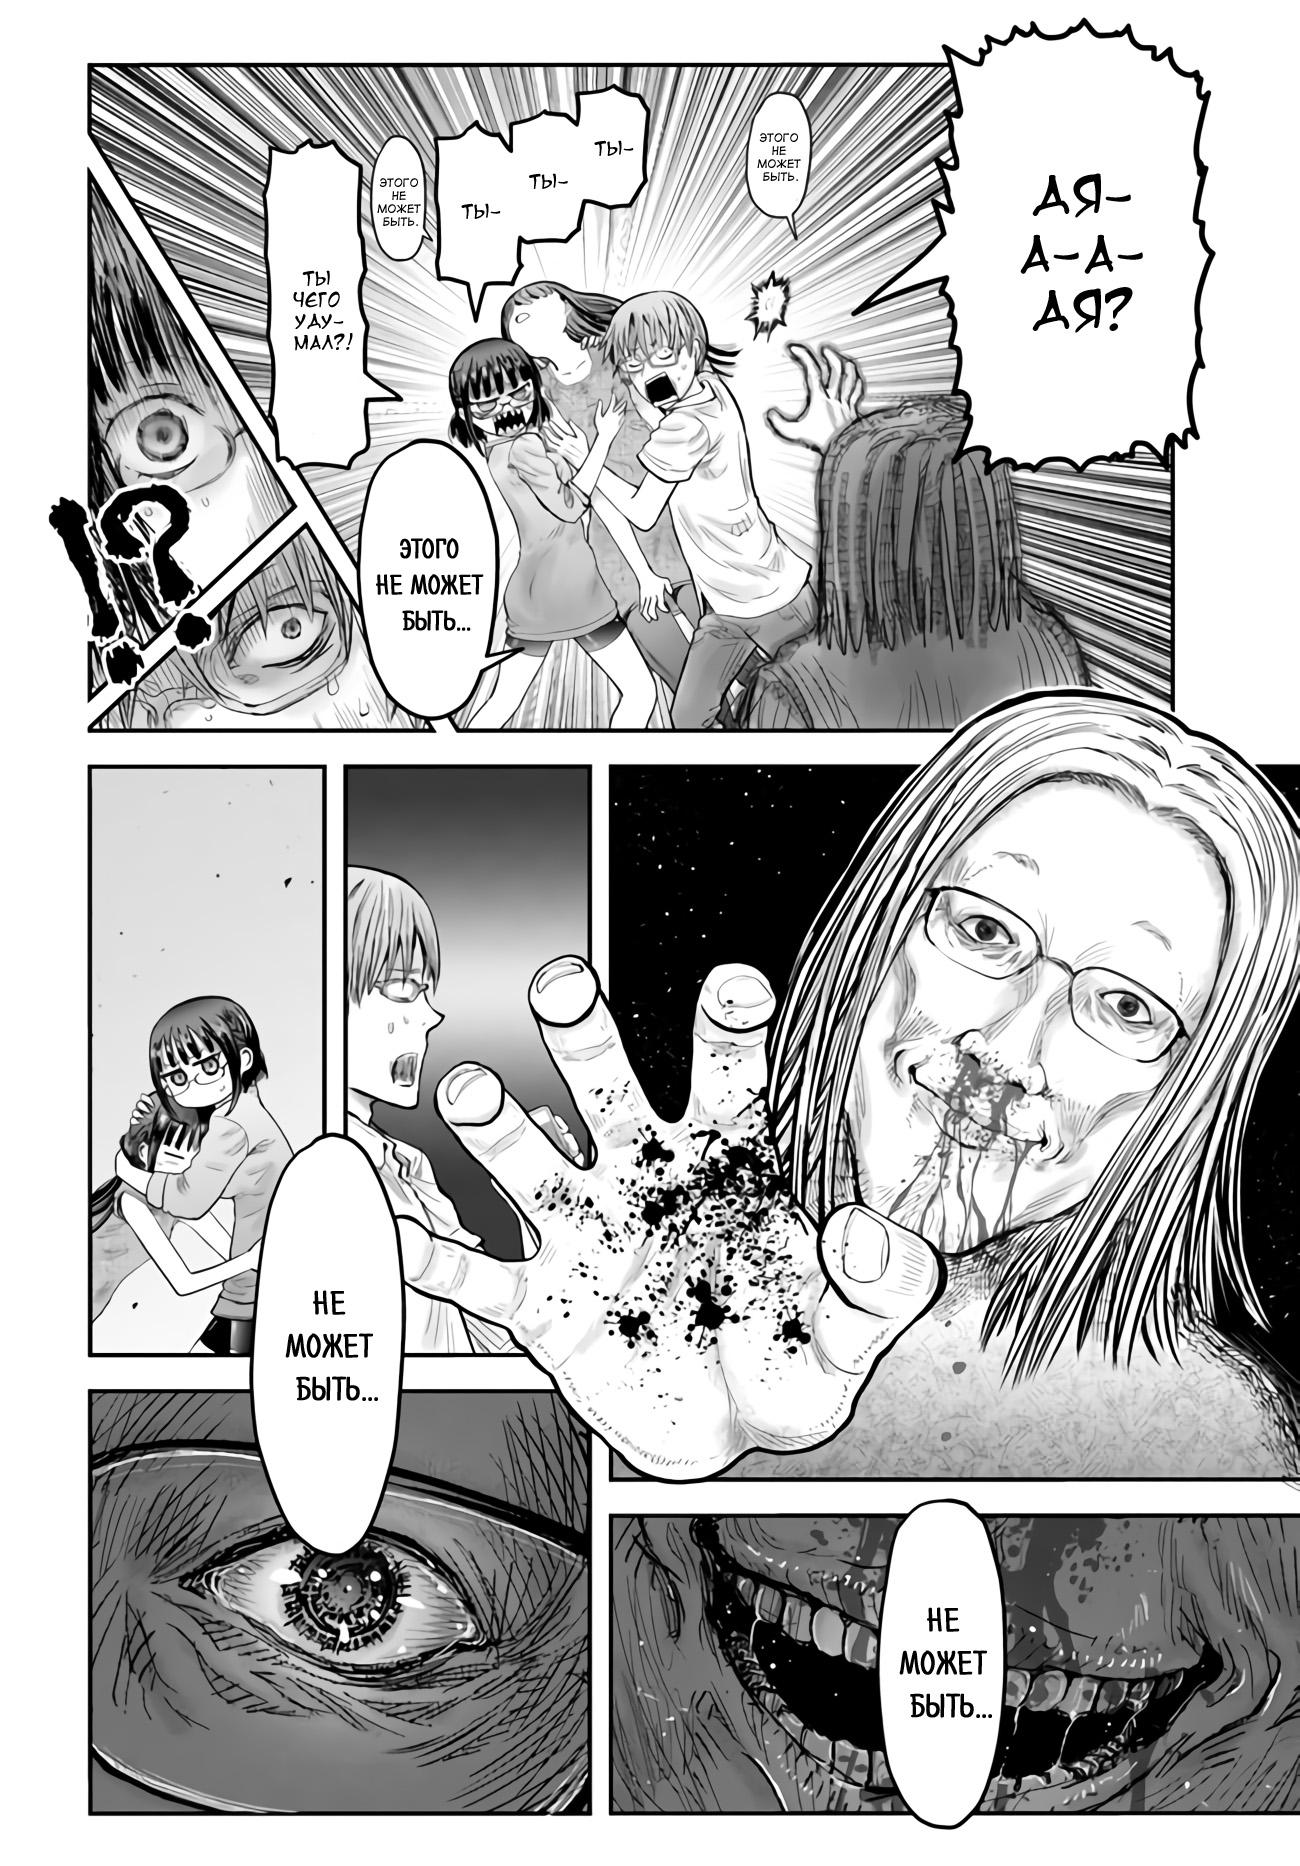 АЯ-
А-А-
АЯ?
ЭТОГО
НЕ
МОЖЕТ
БЫТЬ.
ТЫ-
ТЫ-
ТЫ-
ЭТОГО
НЕ
МОЖЕТ
БЫТЬ.
ТЫ
ЧЕГО
УДУ-
МАЛ?!
ЭТОГО
НЕ МОЖЕТ
БЫТЬ...
!?
НЕ
МОЖЕТ
БЫТЬ...
НЕ
МОЖЕТ
БЫТЬ...